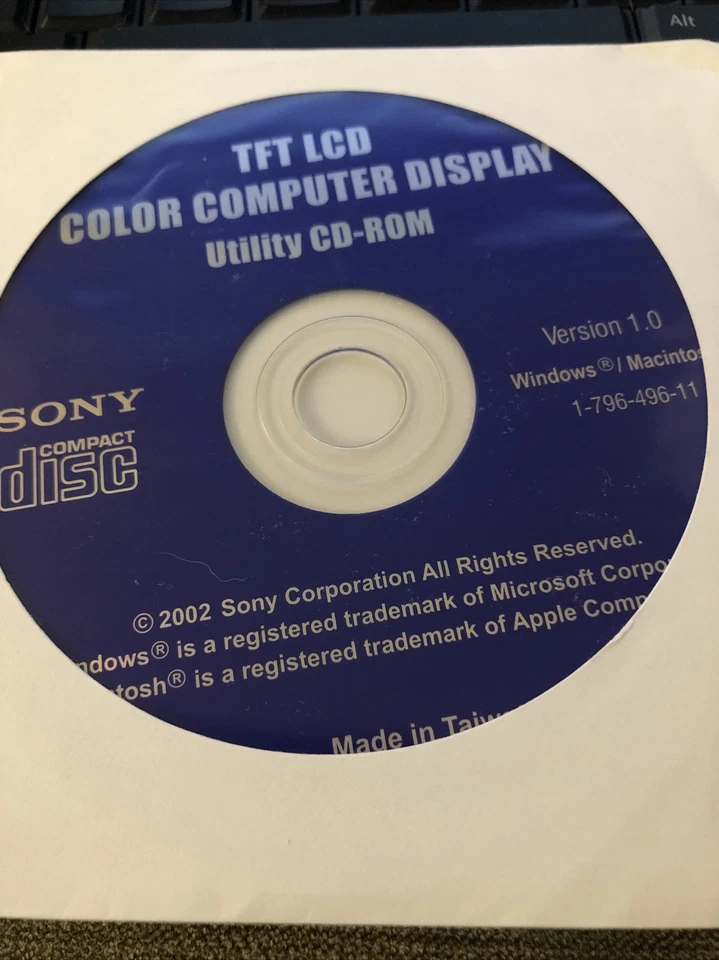 Alt
TFT LCD
COLOR COMPUTER DISPLAY
Utility CD-ROM
Version 1.0
Windows® / Macintos
1-796-496-11
SONY
COMPACT
disc
© 2002 Sony Corporation All Rights Reserved.
ndows® is a registered trademark of Microsoft Corpo
tosh® is a registered trademark of Apple Comp
Made in Taiw